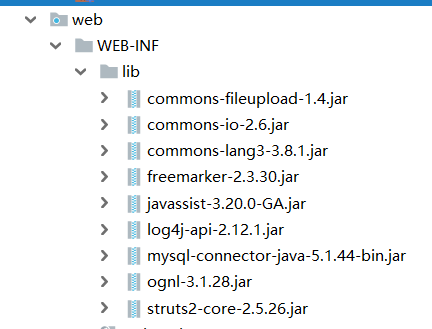 web
WEB-INF
lib
commons-fileupload-1.4.jar
commons-io-2.6.jar
commons-lang3-3.8.1.jar
freemarker-2.3.30.jar
javassist-3.20.0-GA.jar
log4j-api-2.12.1.jar
mysql-connector-java-5.1.44-bin.jar
ognl-3.1.28.jar
struts2-core-2.5.26.jar